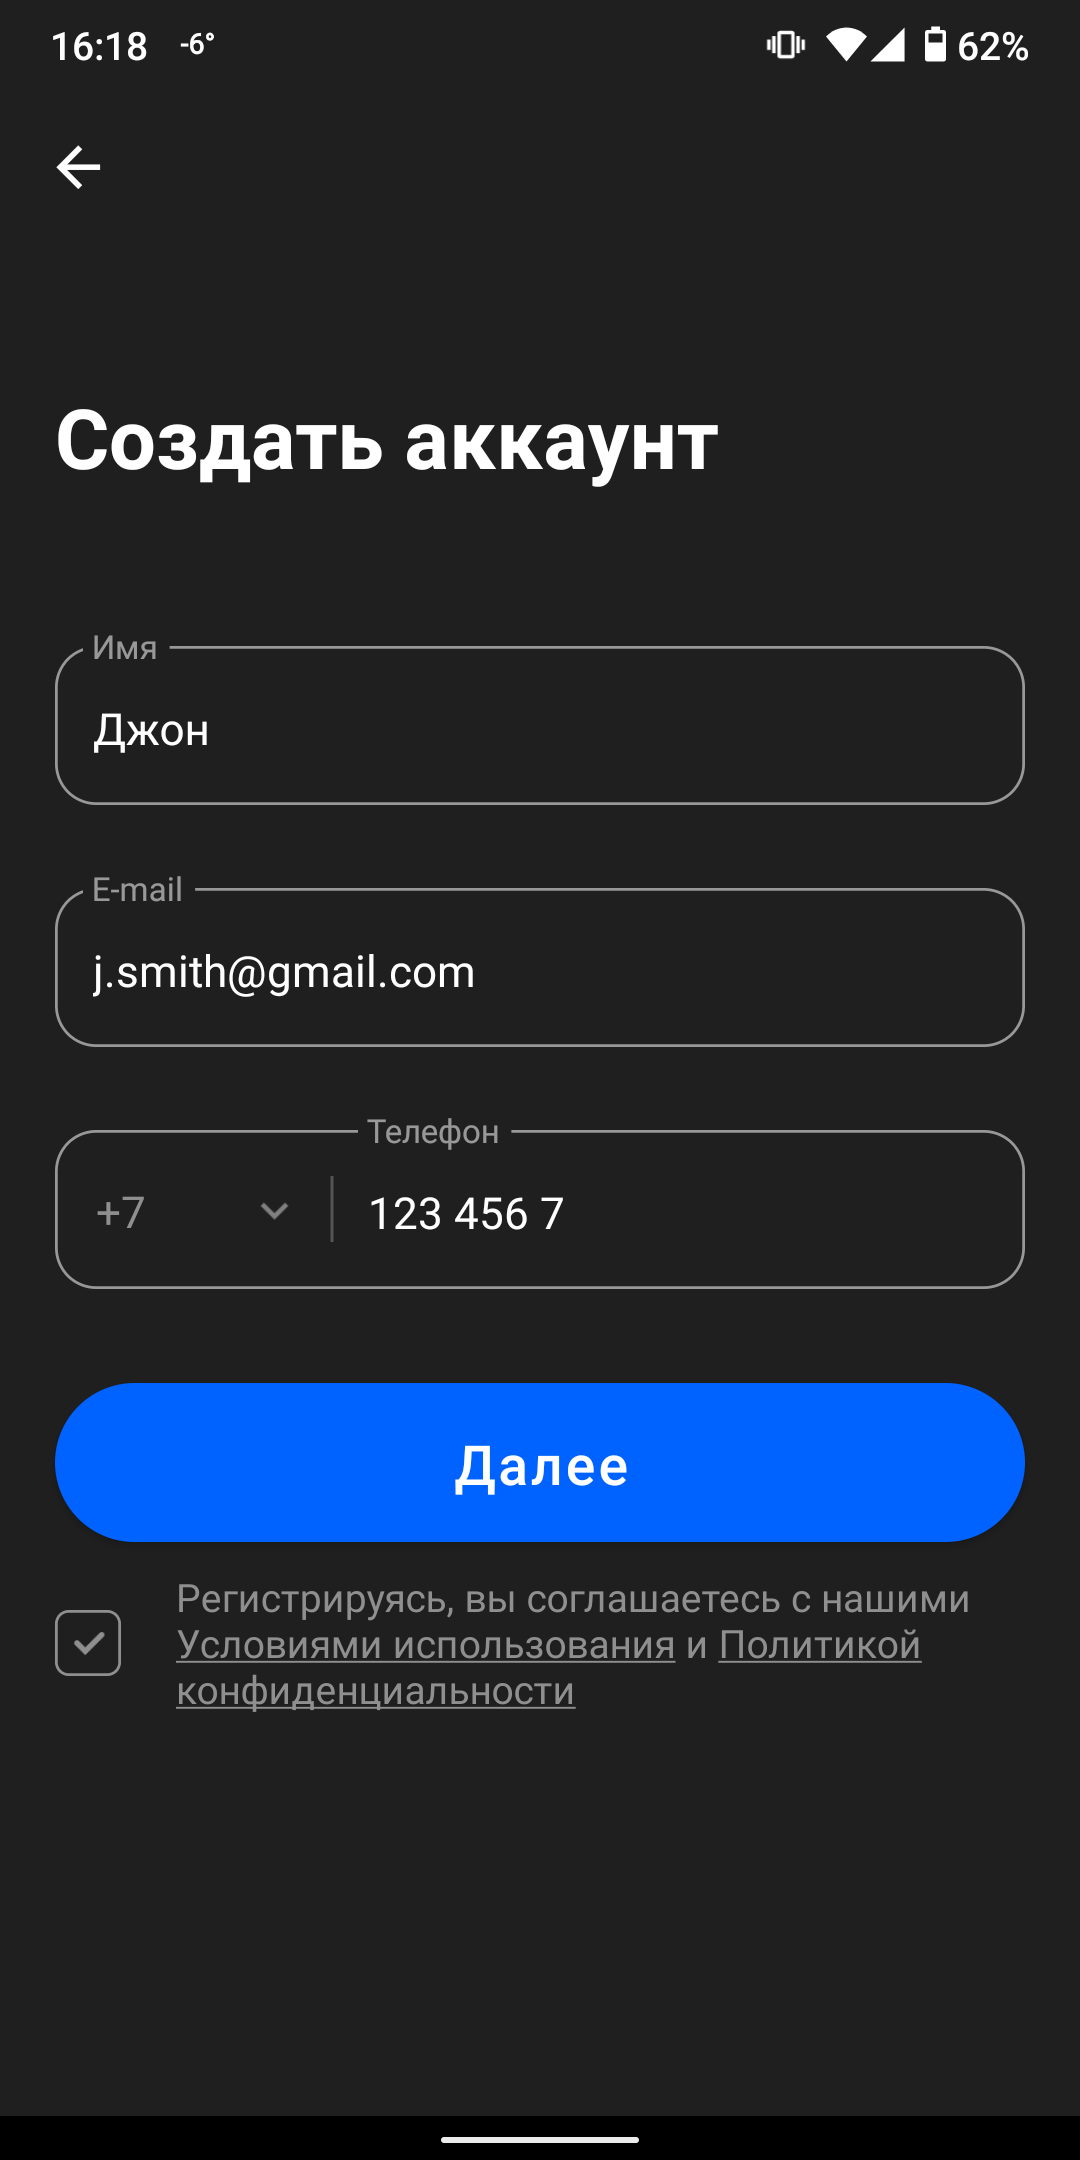 16:18 -6° 62%
Создать аккаунт
Имя
Джон
E-mail
j.smith@gmail.com
Телефон
+7 123 456 7
Далее
Регистрируясь, вы соглашаетесь с нашими
Условиями использования и Политикой
конфиденциальности